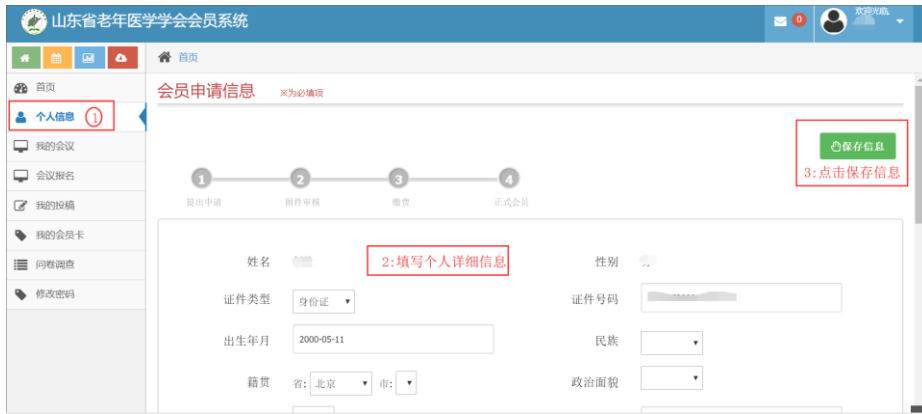 山东省老年医学学会会员系统
0
欢迎光临,
首页
首页
会员申请信息 ※为必填项
个人信息 1
我的会议
保存信息
会议报名
3:点击保存信息
1 2 3 4
提出申请 附件审核 缴费 正式会员
我的投稿
我的会员卡
问卷调查
修改密码
姓名 2:填写个人详细信息 性别
证件类型 身份证 证件号码
出生年月 2000-05-11 民族
籍贯 省: 北京 市: 政治面貌